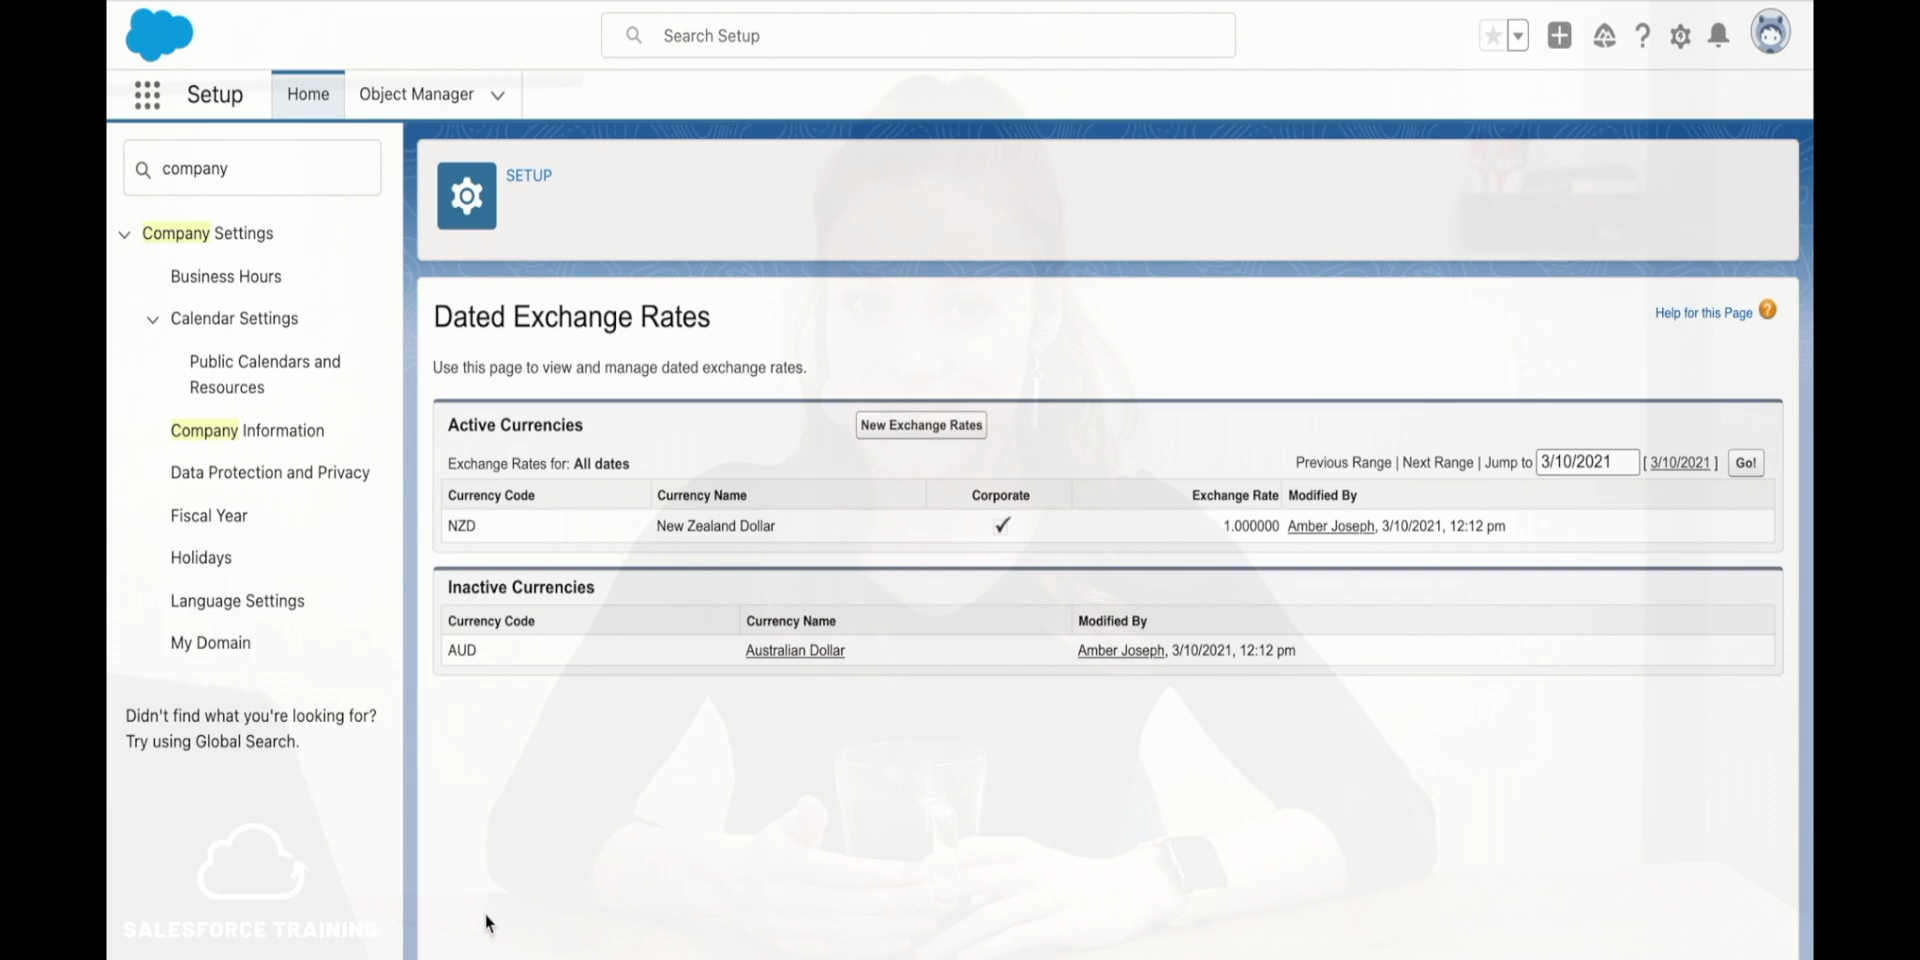 Search Setup
Setup
Home
Object Manager
company
Company Settings
Business Hours
Calendar Settings
Public Calendars and
Resources
Company Information
Data Protection and Privacy
Fiscal Year
Holidays
Language Settings
My Domain
Didn't find what you're looking for?
Try using Global Search.
SALESFORCE TRAINING
SETUP
Dated Exchange Rates
Help for this Page ?
Use this page to view and manage dated exchange rates.
Active Currencies
New Exchange Rates
Exchange Rates for: All dates
Previous Range | Next Range | Jump to 3/10/2021 [ 3/10/2021 ] Go!
Currency Code Currency Name Corporate Exchange Rate Modified By
NZD New Zealand Dollar ✓ 1.000000 Amber Joseph, 3/10/2021, 12:12 pm
Inactive Currencies
Currency Code Currency Name Modified By
AUD Australian Dollar Amber Joseph, 3/10/2021, 12:12 pm